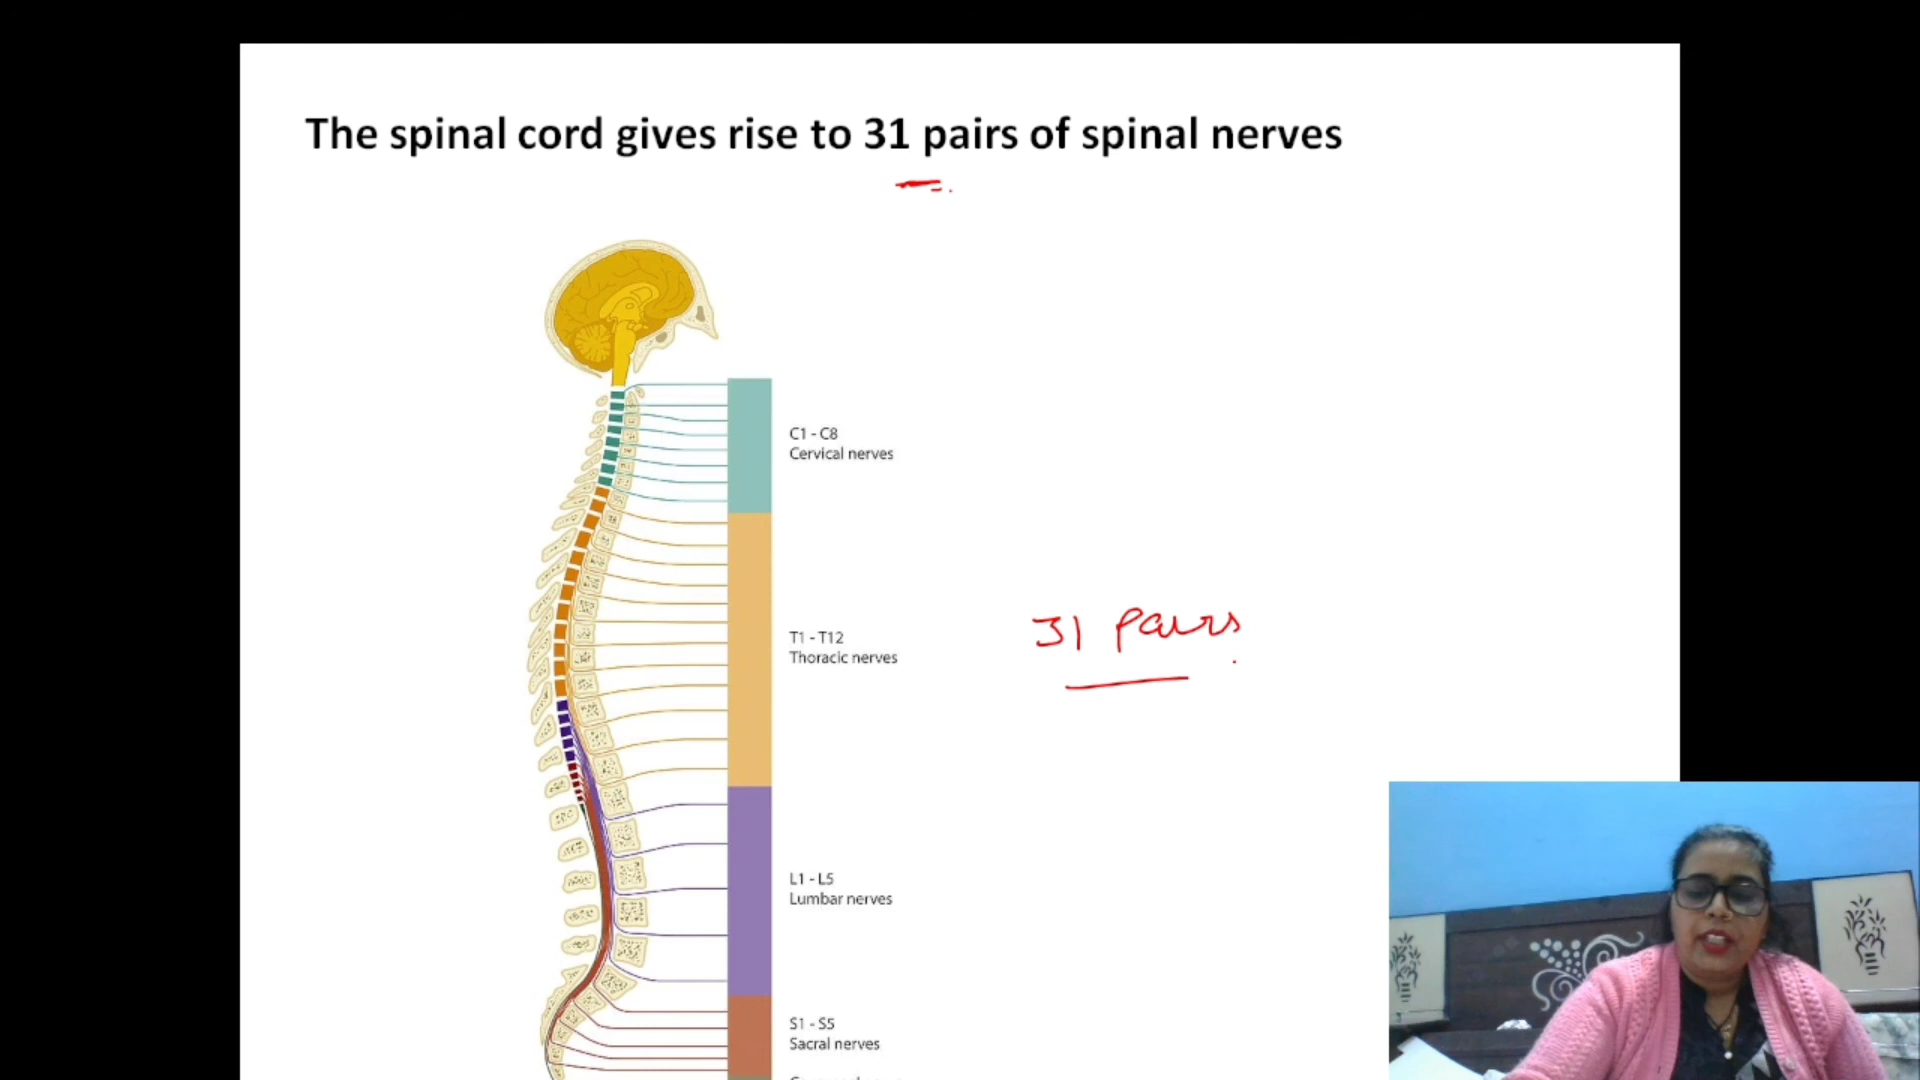 The spinal cord gives rise to 31 pairs of spinal nerves
C1 - C8
Cervical nerves
T1 - T12
Thoracic nerves
31 Pairs
L1 - L5
Lumbar nerves
S1 - S5
Sacral nerves